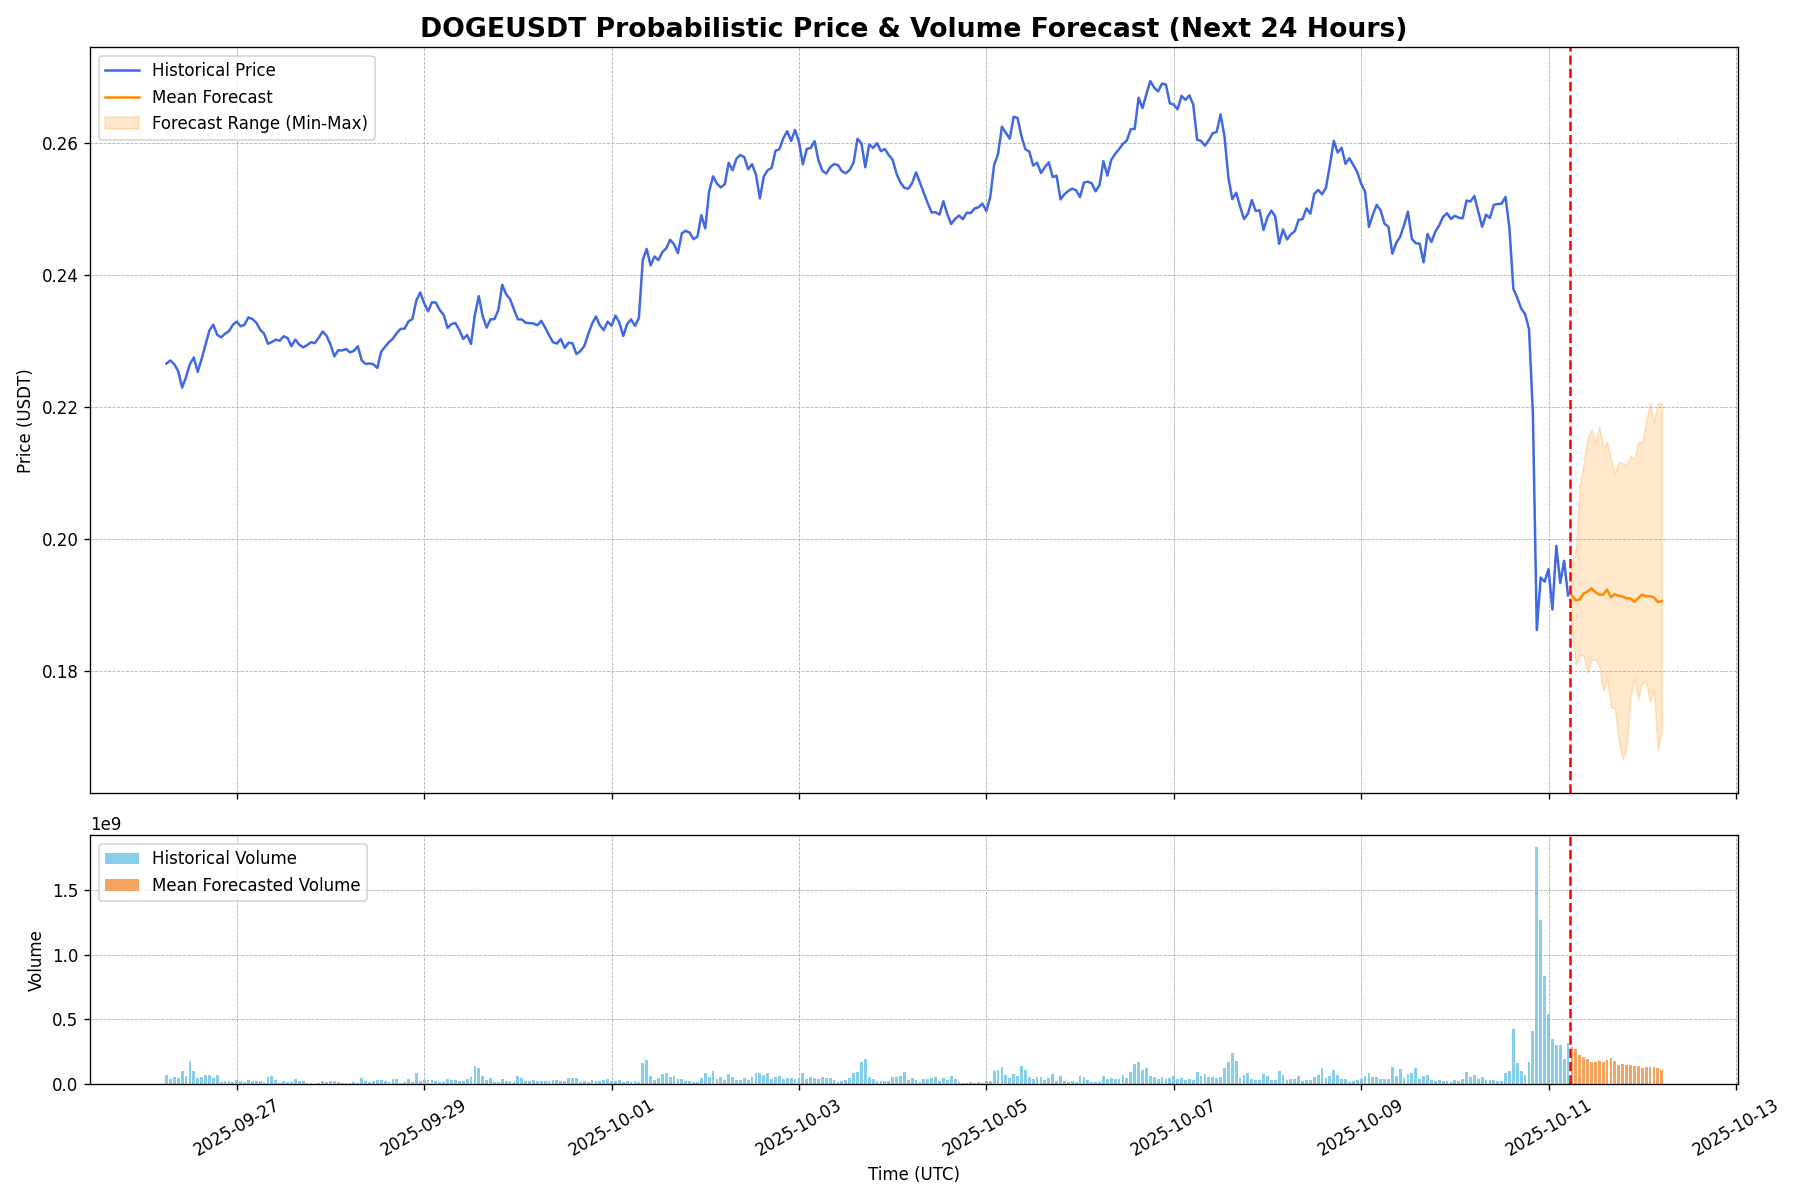 DOGEUSDT Probabilistic Price & Volume Forecast (Next 24 Hours)
Historical Price
Mean Forecast
Forecast Range (Min-Max)
0.26
0.24
0.22
0.20
0.18
Price (USDT)
1e9
Historical Volume
Mean Forecasted Volume
1.5
1.0
0.5
0.0
Volume
2025-09-27
2025-09-29
2025-10-01
2025-10-03
2025-10-05
2025-10-07
2025-10-09
2025-10-11
2025-10-13
Time (UTC)